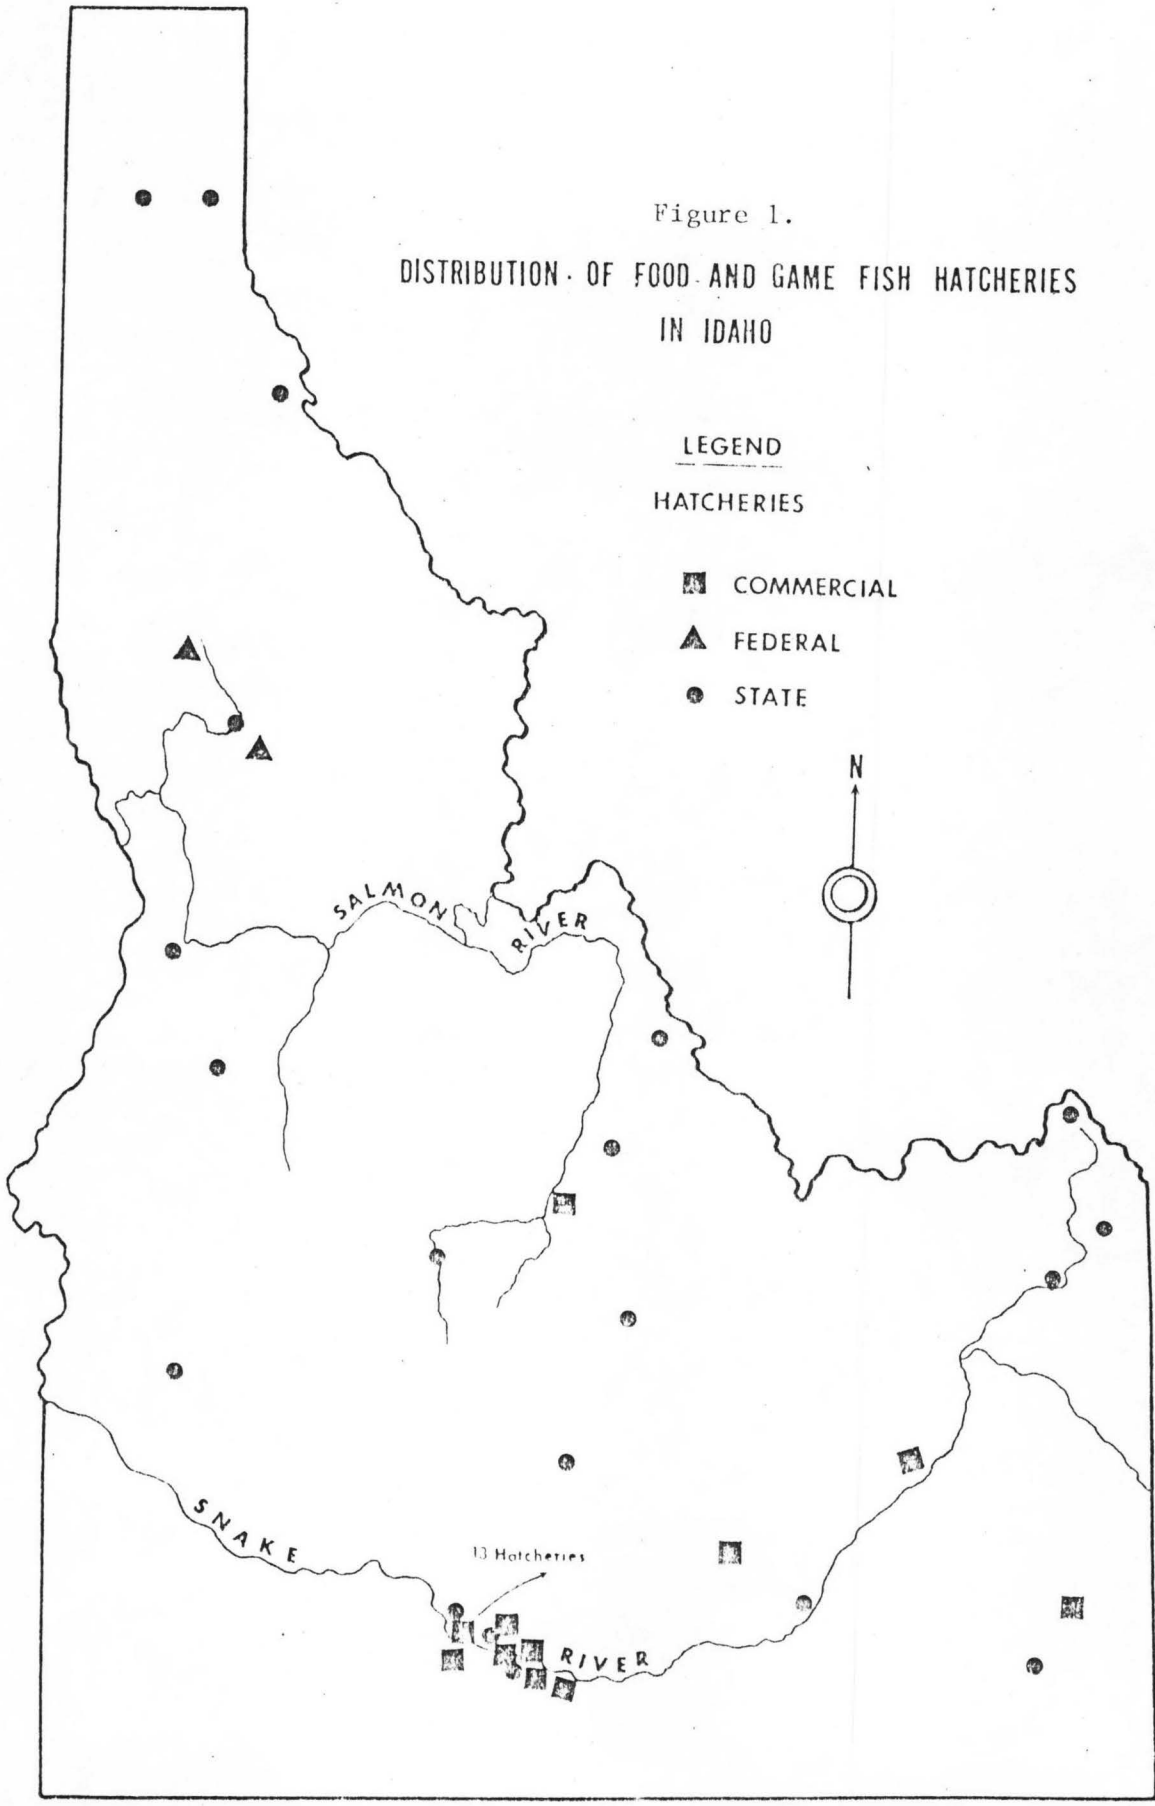 Figure 1.
DISTRIBUTION OF FOOD AND GAME FISH HATCHERIES
IN IDAHO
LEGEND
HATCHERIES
COMMERCIAL
FEDERAL
STATE
N
SALMON
RIVER
SNAKE
13 Hatcheries
RIVER